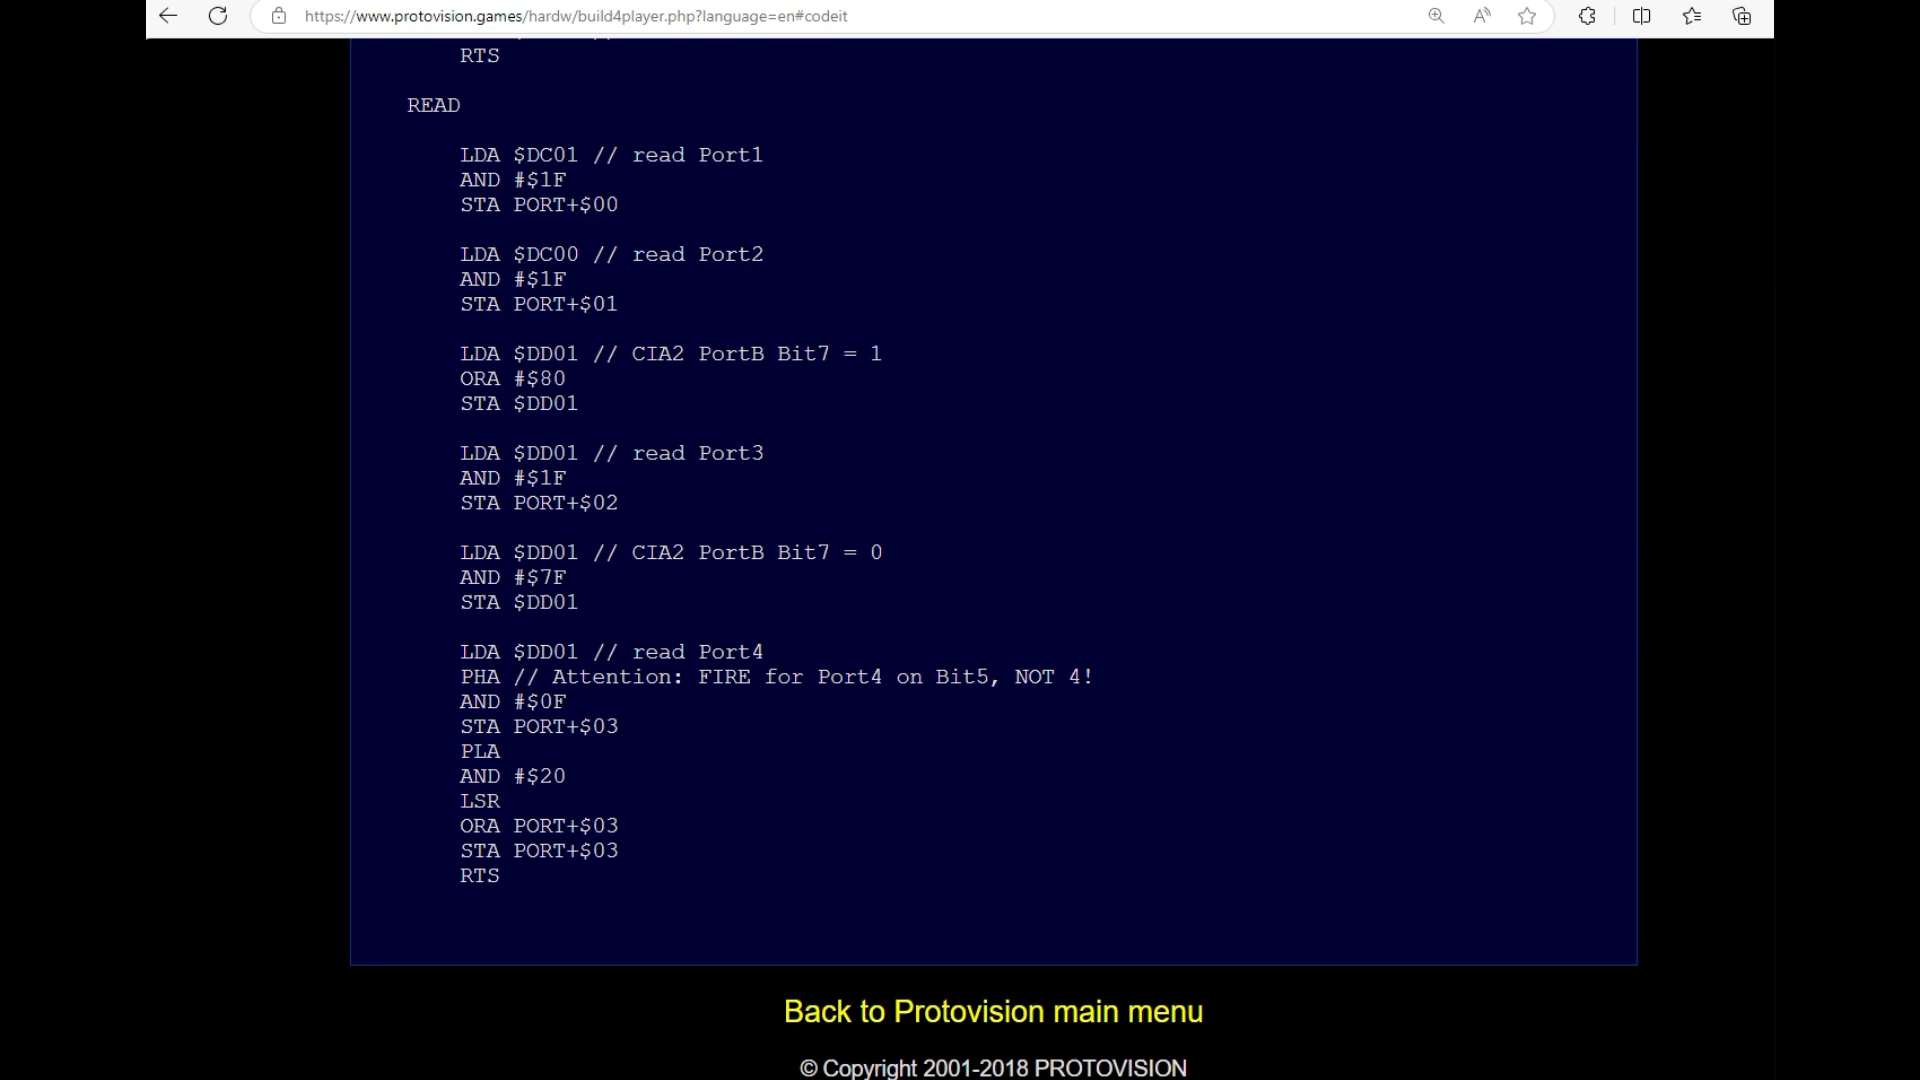 https://www.protovision.games/hardw/build4player.php?language=en#codeit
RTS
READ
LDA $DC01 // read Port1
AND #$1F
STA PORT+$00
LDA $DC00 // read Port2
AND #$1F
STA PORT+$01
LDA $DD01 // CIA2 PortB Bit7 = 1
ORA #$80
STA $DD01
LDA $DD01 // read Port3
AND #$1F
STA PORT+$02
LDA $DD01 // CIA2 PortB Bit7 = 0
AND #$7F
STA $DD01
LDA $DD01 // read Port4
PHA // Attention: FIRE for Port4 on Bit5, NOT 4!
AND #$0F
STA PORT+$03
PLA
AND #$20
LSR
ORA PORT+$03
STA PORT+$03
RTS
Back to Protovision main menu
© Copyright 2001-2018 PROTOVISION